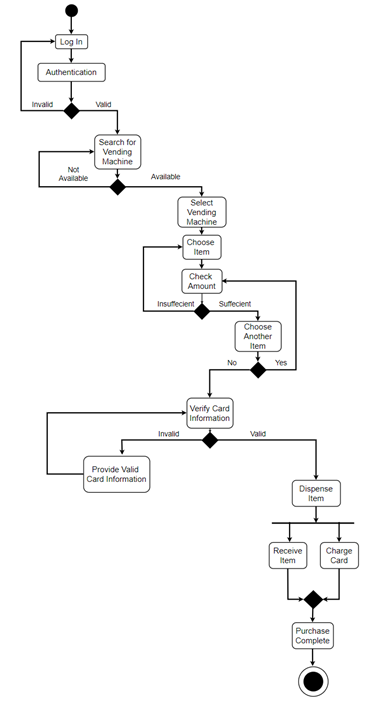 Log In
Authentication
Invalid
Valid
Search for
Vending
Machine
Not
Available
Available
Select
Vending
Machine
Choose
Item
Check
Amount
Insuffecient
Suffecient
Choose
Another
Item
No
Yes
Verify Card
Information
Invalid
Valid
Provide Valid
Card Information
Dispense
Item
Receive
Item
Charge
Card
Purchase
Complete